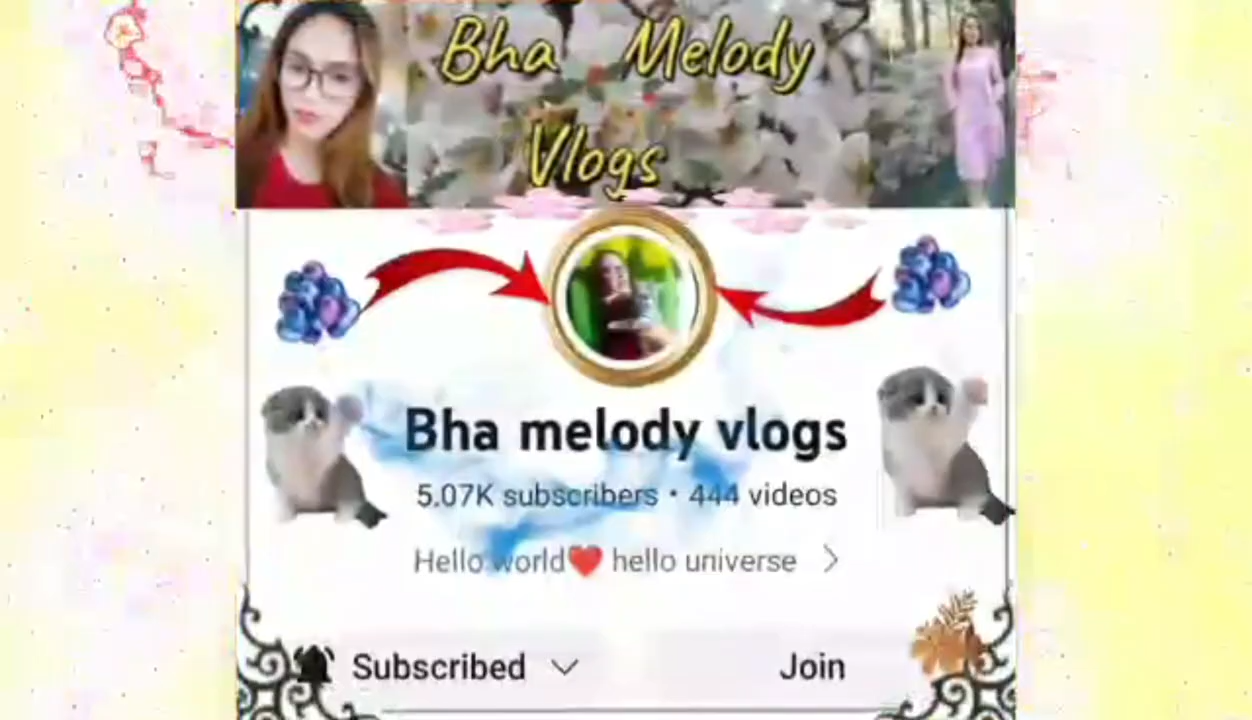 Bha Melody
Vlogs
Bha melody vlogs
5.07K subscribers • 444 videos
Hello world❤️ hello universe >
Subscribed
Join